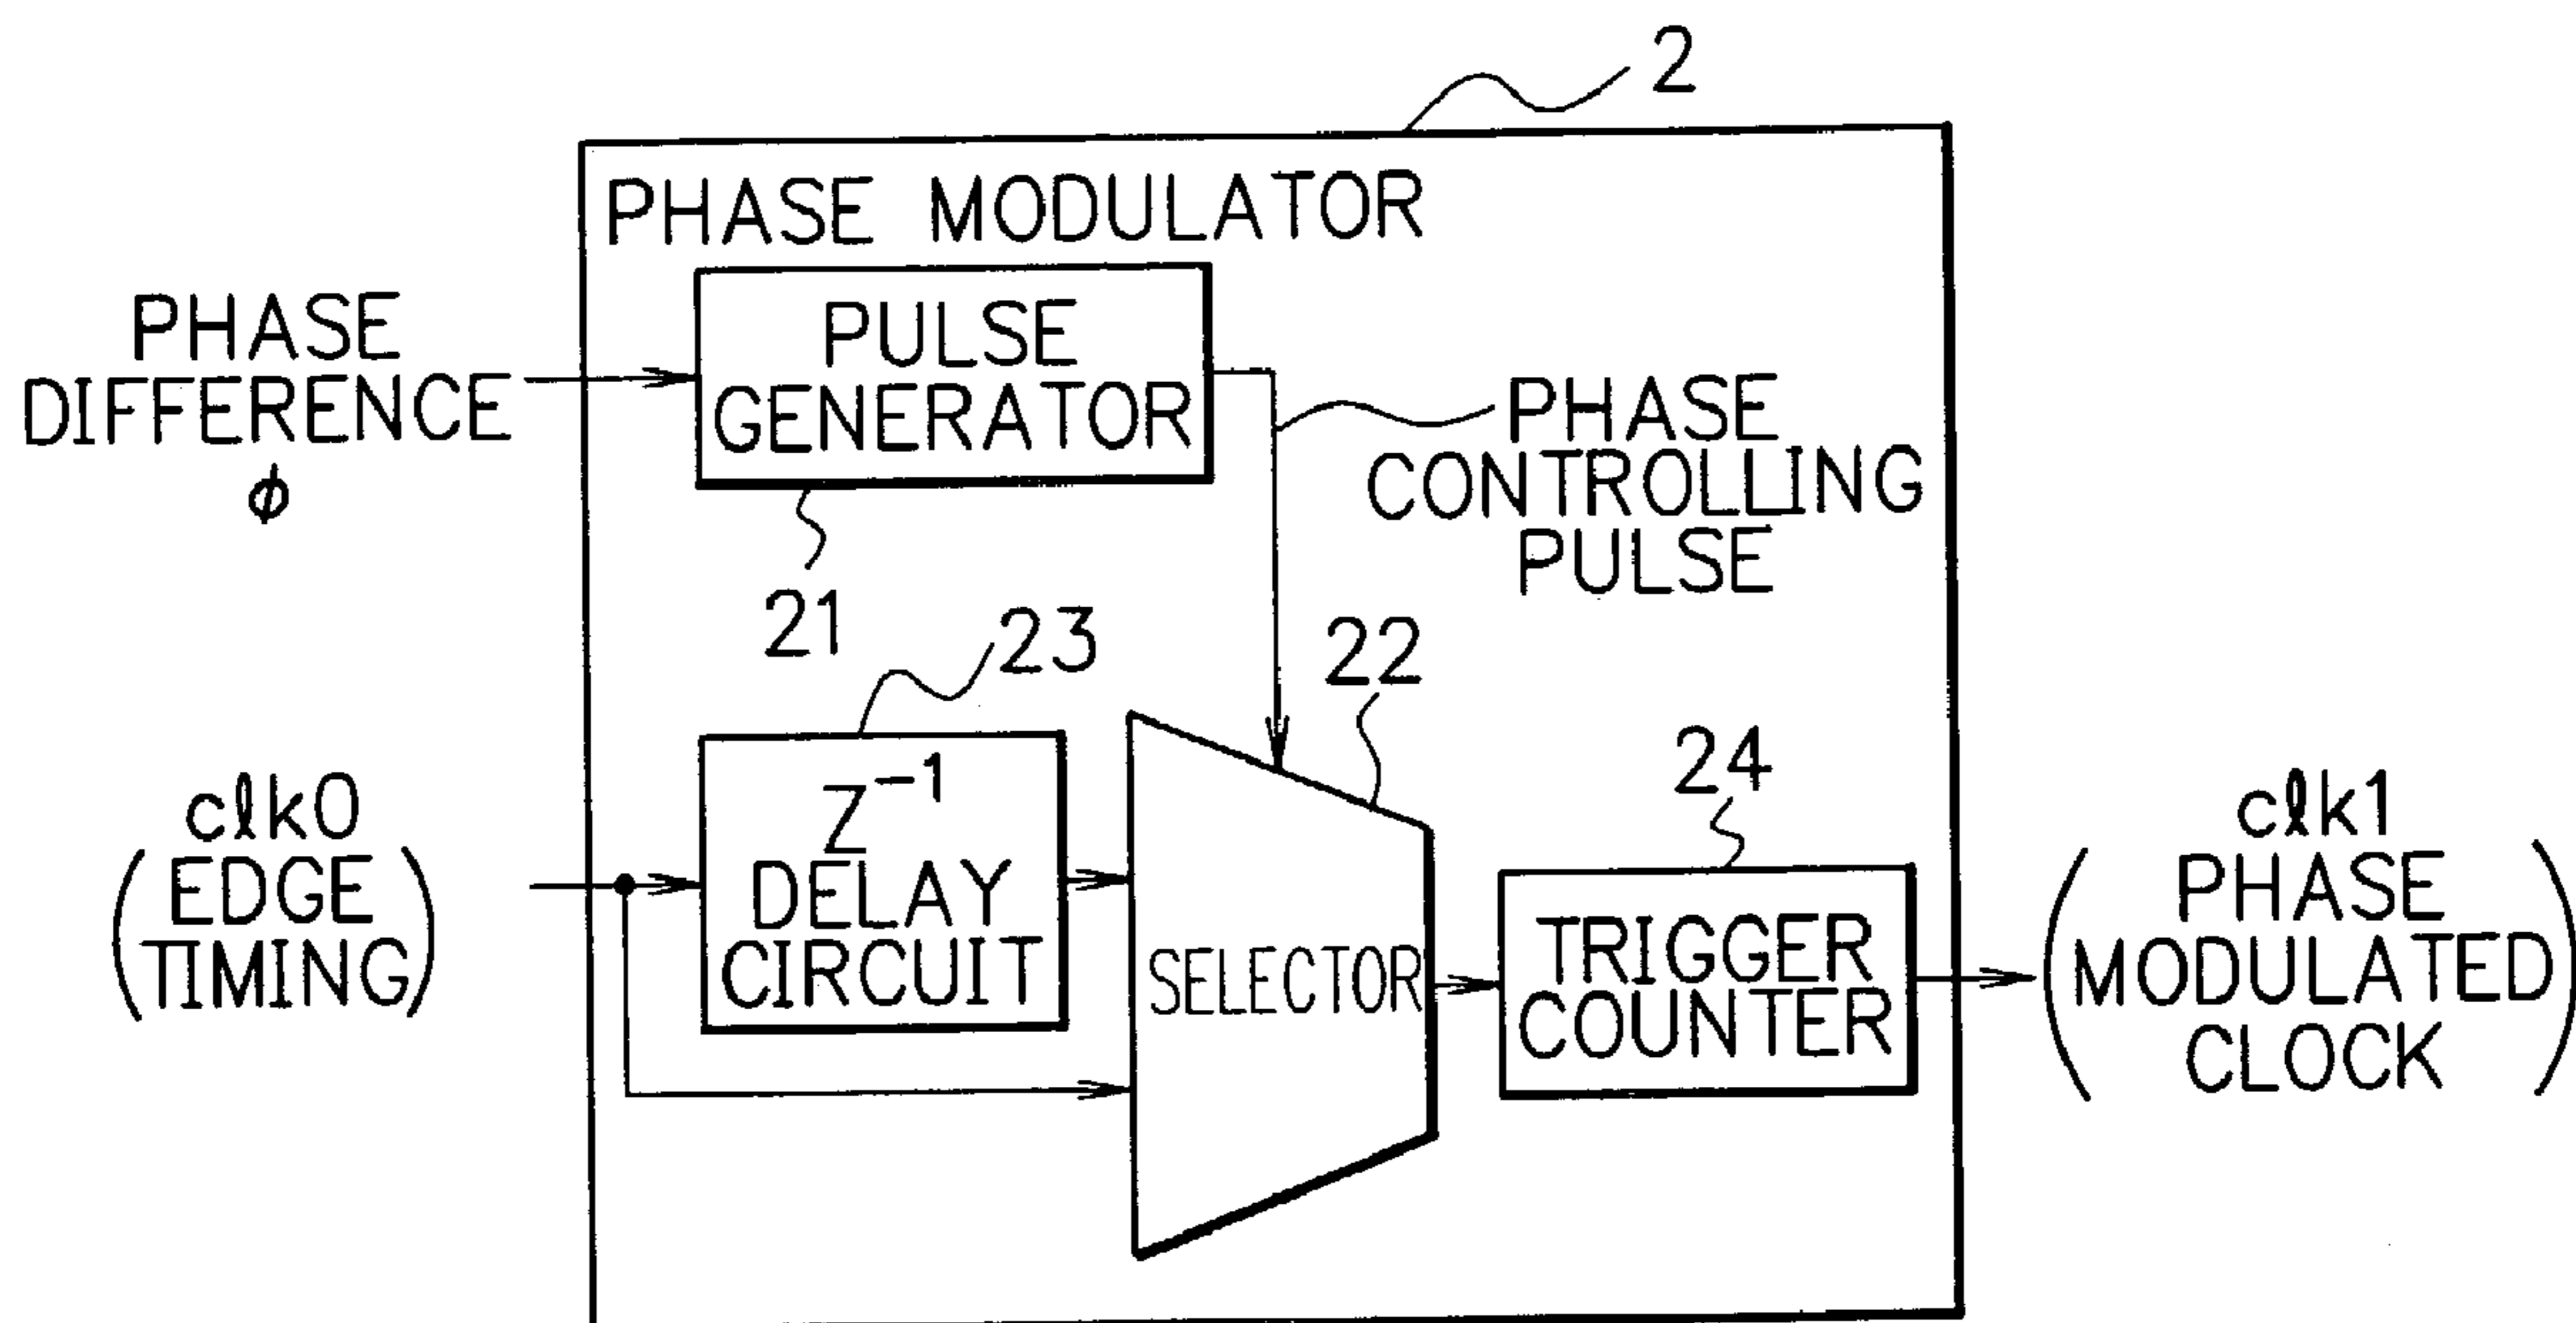 2
PHASE MODULATOR
PHASE
DIFFERENCE
ϕ
PULSE
GENERATOR
21
PHASE
CONTROLLING
PULSE
23
22
24
clk0
(EDGE
TIMING)
Z⁻¹
DELAY
CIRCUIT
SELECTOR
TRIGGER
COUNTER
clk1
(PHASE
MODULATED
CLOCK)